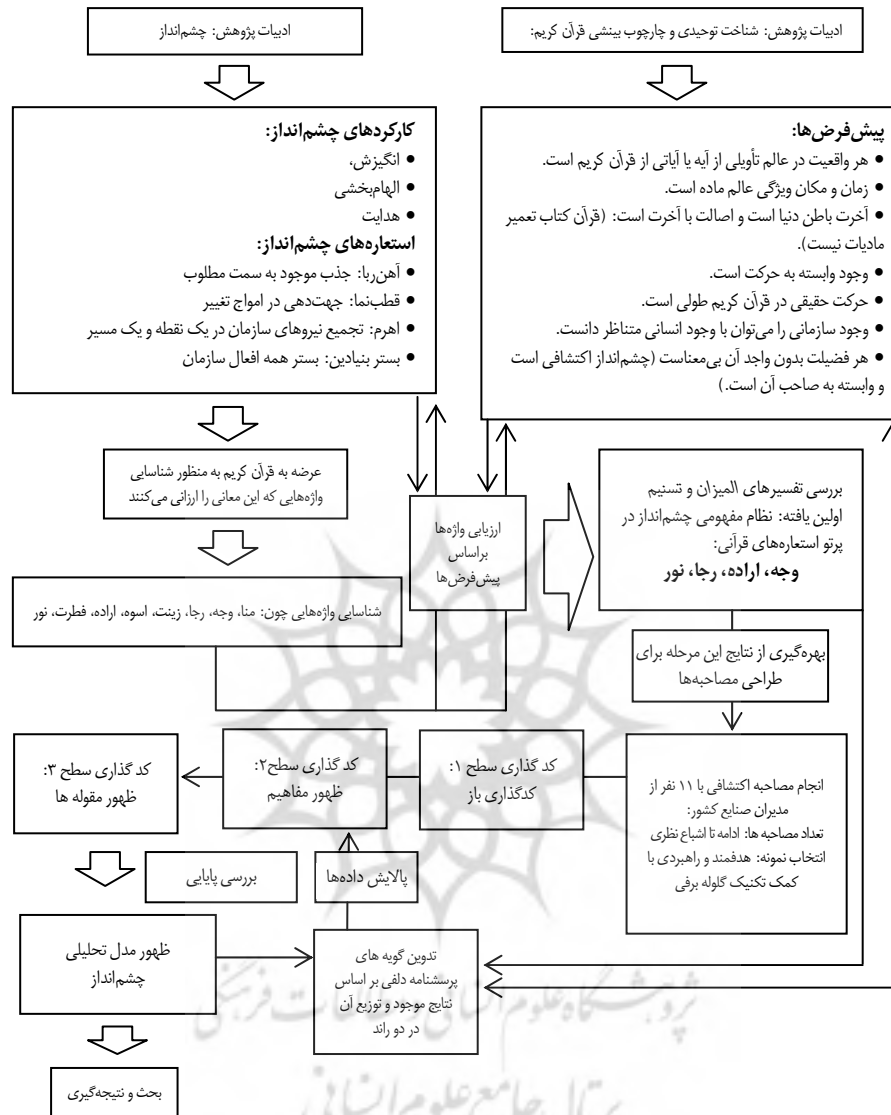 ادبیات پژوهش: شناخت توحیدی و چارچوب بینشی قرآن کریم:
ادبیات پژوهش: چشم‌انداز
پیش‌فرض‌ها:
● هر واقعیت در عالم تأویلی از آیه یا آیاتی از قرآن کریم است.
● زمان و مکان ویژگی عالم ماده است.
● آخرت باطن دنیا است و اصالت با آخرت است: (قرآن کتاب تعمیر
مادیات نیست).
● وجود وابسته به حرکت است.
● حرکت حقیقی در قرآن کریم طولی است.
● وجود سازمانی را می‌توان با وجود انسانی متناظر دانست.
● هر فضیلت بدون واجد آن بی‌معناست (چشم‌انداز اکتشافی است
و وابسته به صاحب آن است.)
کارکردهای چشم‌انداز:
● انگیزش،
● الهام‌بخشی
● هدایت
استعاره‌های چشم‌انداز:
● آهن‌ربا: جذب موجود به سمت مطلوب
● قطب‌نما: جهت‌دهی در امواج تغییر
● اهرم: تجمیع نیروهای سازمان در یک نقطه و یک مسیر
● بستر بنیادین: بستر همه افعال سازمان
عرضه به قرآن کریم به منظور شناسایی
واژه‌هایی که این معانی را ارزانی می‌کنند
شناسایی واژه‌هایی چون: منا، وجه، رجا، زینت، اسوه، اراده، فطرت، نور
ارزیابی واژه‌ها
براساس
پیش‌فرض‌ها
بررسی تفسیرهای المیزان و تسنیم
اولین یافته: نظام مفهومی چشم‌انداز در
پرتو استعاره‌های قرآنی:
وجه، اراده، رجا، نور
بهره‌گیری از نتایج این مرحله برای
طراحی مصاحبه‌ها
انجام مصاحبه اکتشافی با ۱۱ نفر از
مدیران صنایع کشور:
تعداد مصاحبه ها: ادامه تا اشباع نظری
انتخاب نمونه: هدفمند و راهبردی با
کمک تکنیک گلوله برفی
کد گذاری سطح ۱:
کدگذاری باز
کد گذاری سطح۲:
ظهور مفاهیم
کد گذاری سطح ۳:
ظهور مقوله ها
پالایش داده‌ها
بررسی پایایی
تدوین گویه های
پرسشنامه دلفی بر اساس
نتایج موجود و توزیع آن
در دو راند
ظهور مدل تحلیلی
چشم‌انداز
بحث و نتیجه‌گیری
پژوهشگاه علوم انسانی و مطالعات فرهنگی
پرتال جامع علوم انسانی